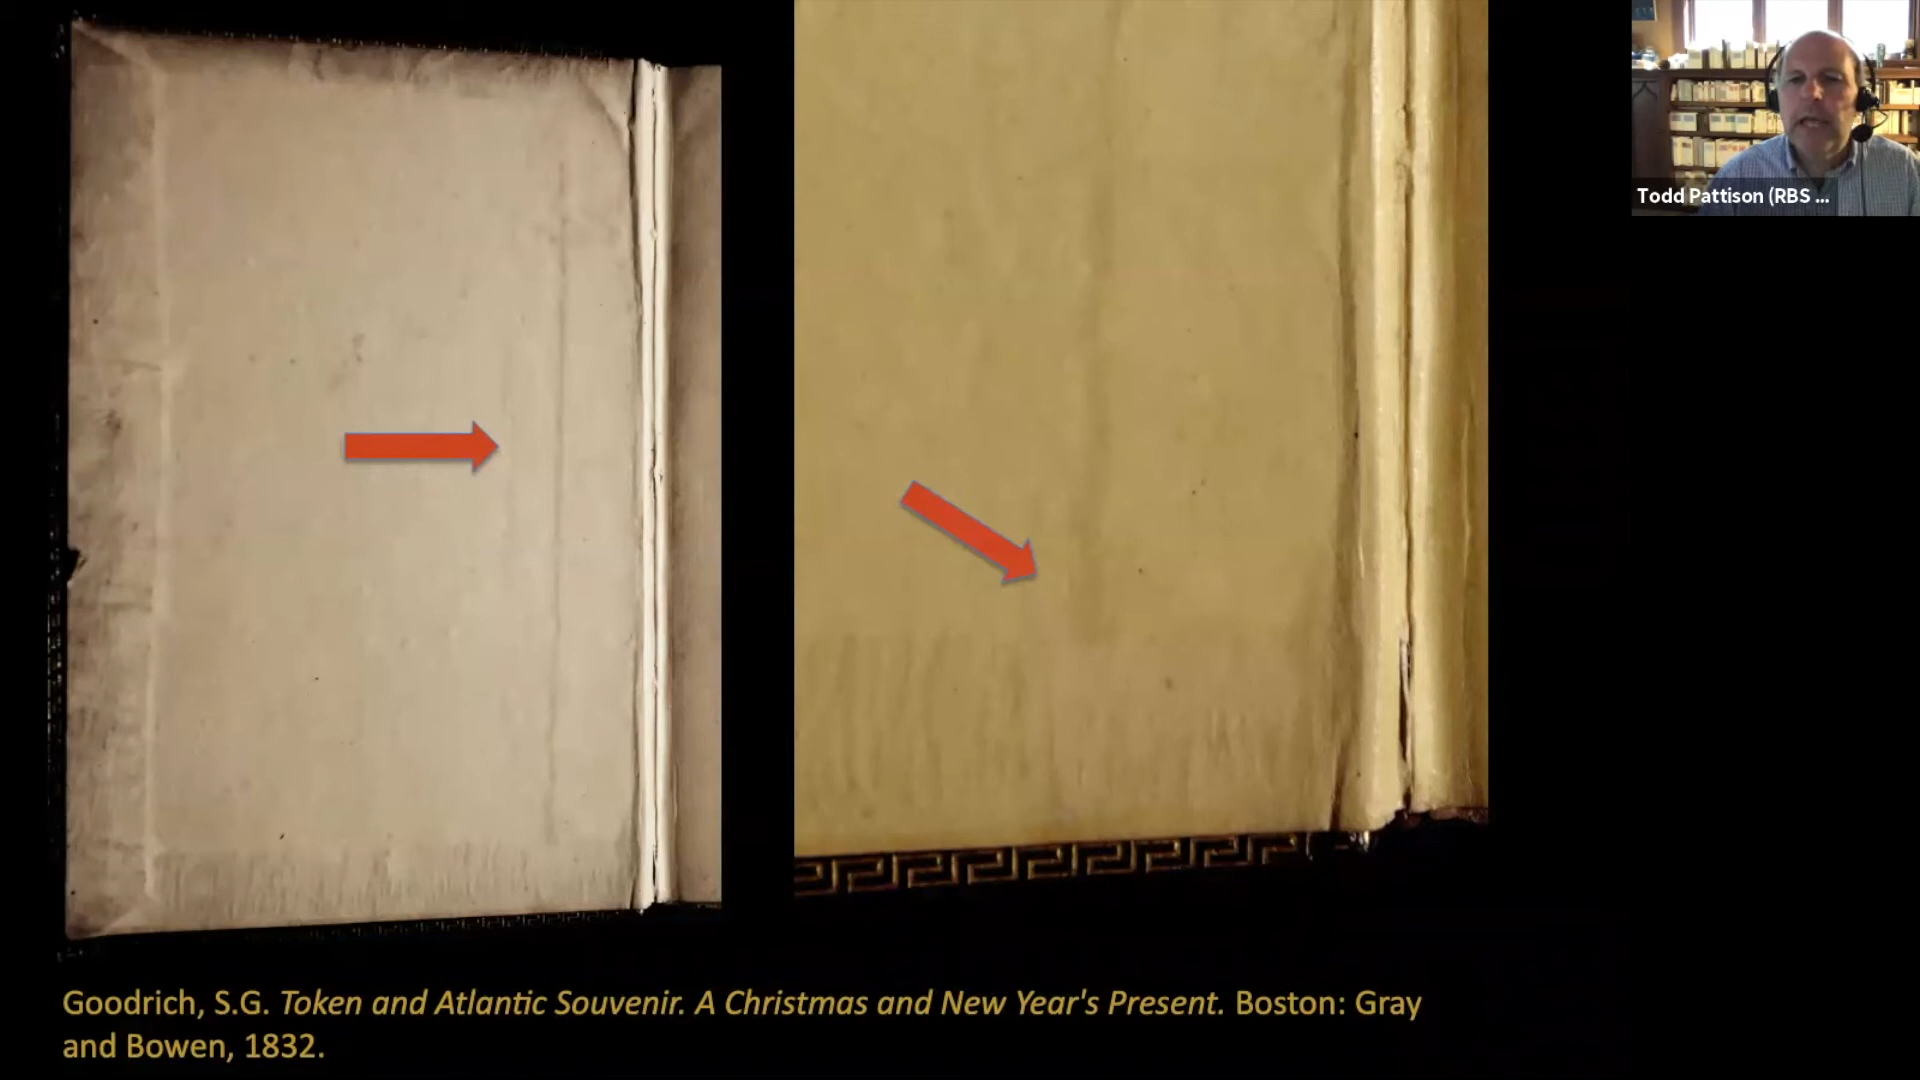 Todd Pattison (RBS ...
Goodrich, S.G. Token and Atlantic Souvenir. A Christmas and New Year's Present. Boston: Gray
and Bowen, 1832.